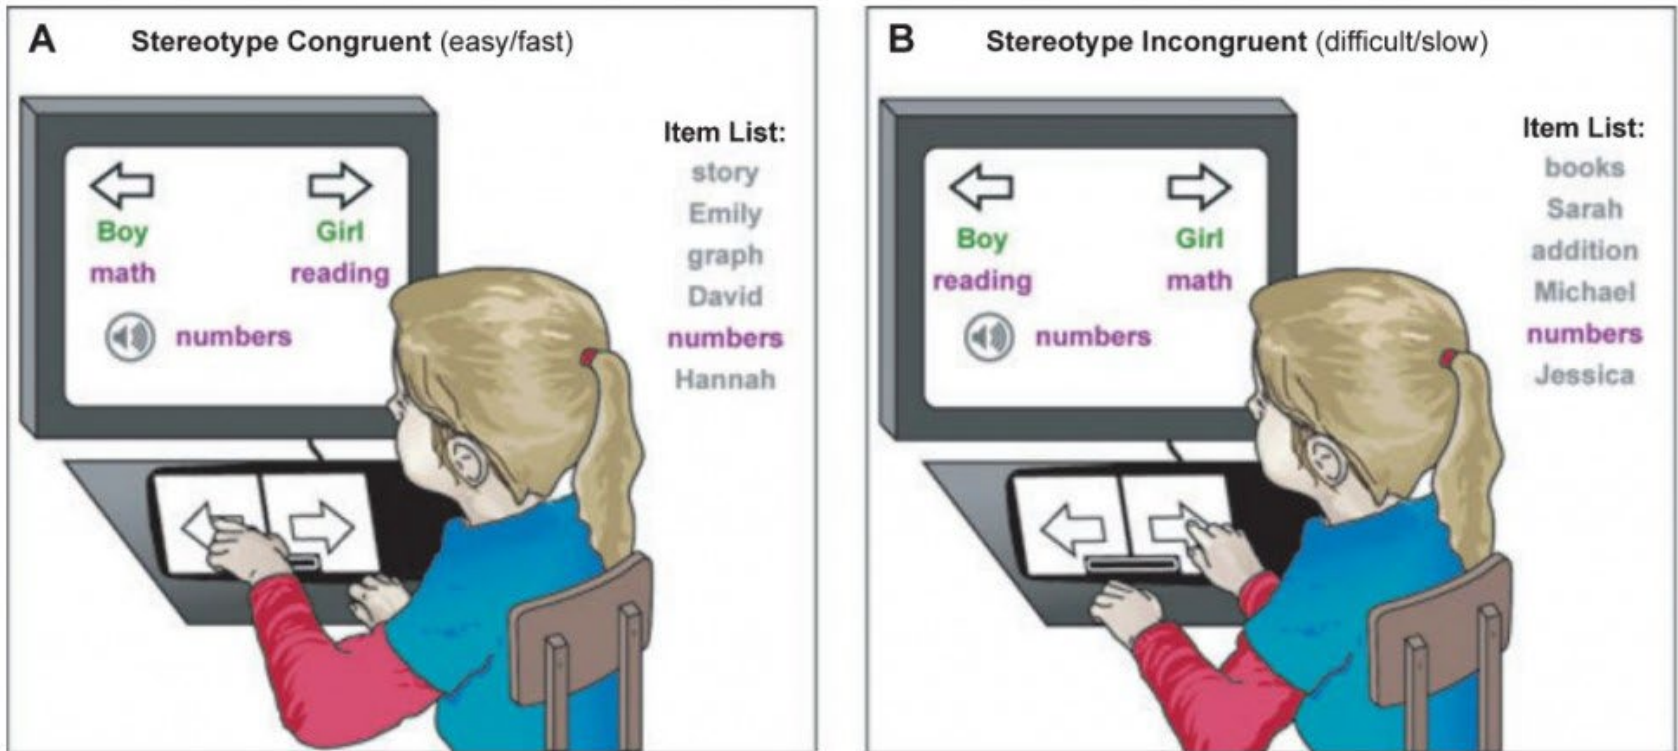 A Stereotype Congruent (easy/fast)
Boy Girl
math reading
numbers
Item List:
story
Emily
graph
David
numbers
Hannah
B Stereotype Incongruent (difficult/slow)
Boy Girl
reading math
numbers
Item List:
books
Sarah
addition
Michael
numbers
Jessica